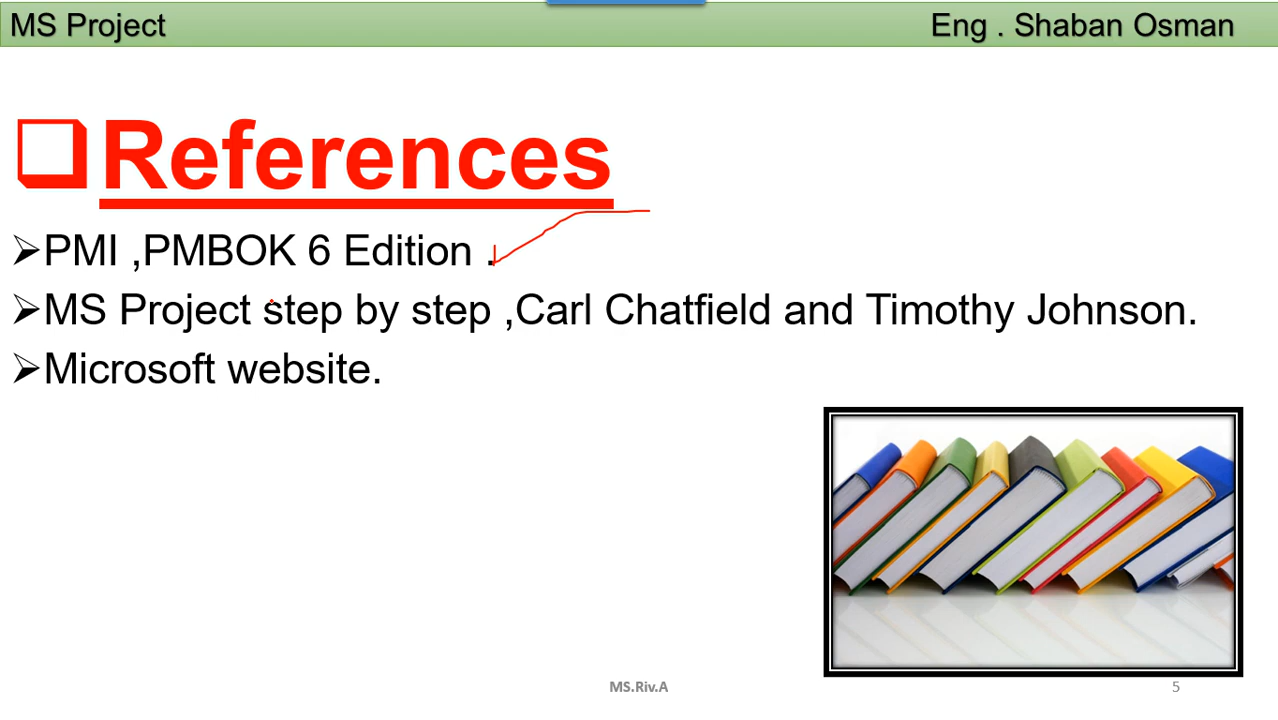 MS Project Eng . Shaban Osman
References
PMI ,PMBOK 6 Edition .
MS Project step by step ,Carl Chatfield and Timothy Johnson.
Microsoft website.
MS.Riv.A 5